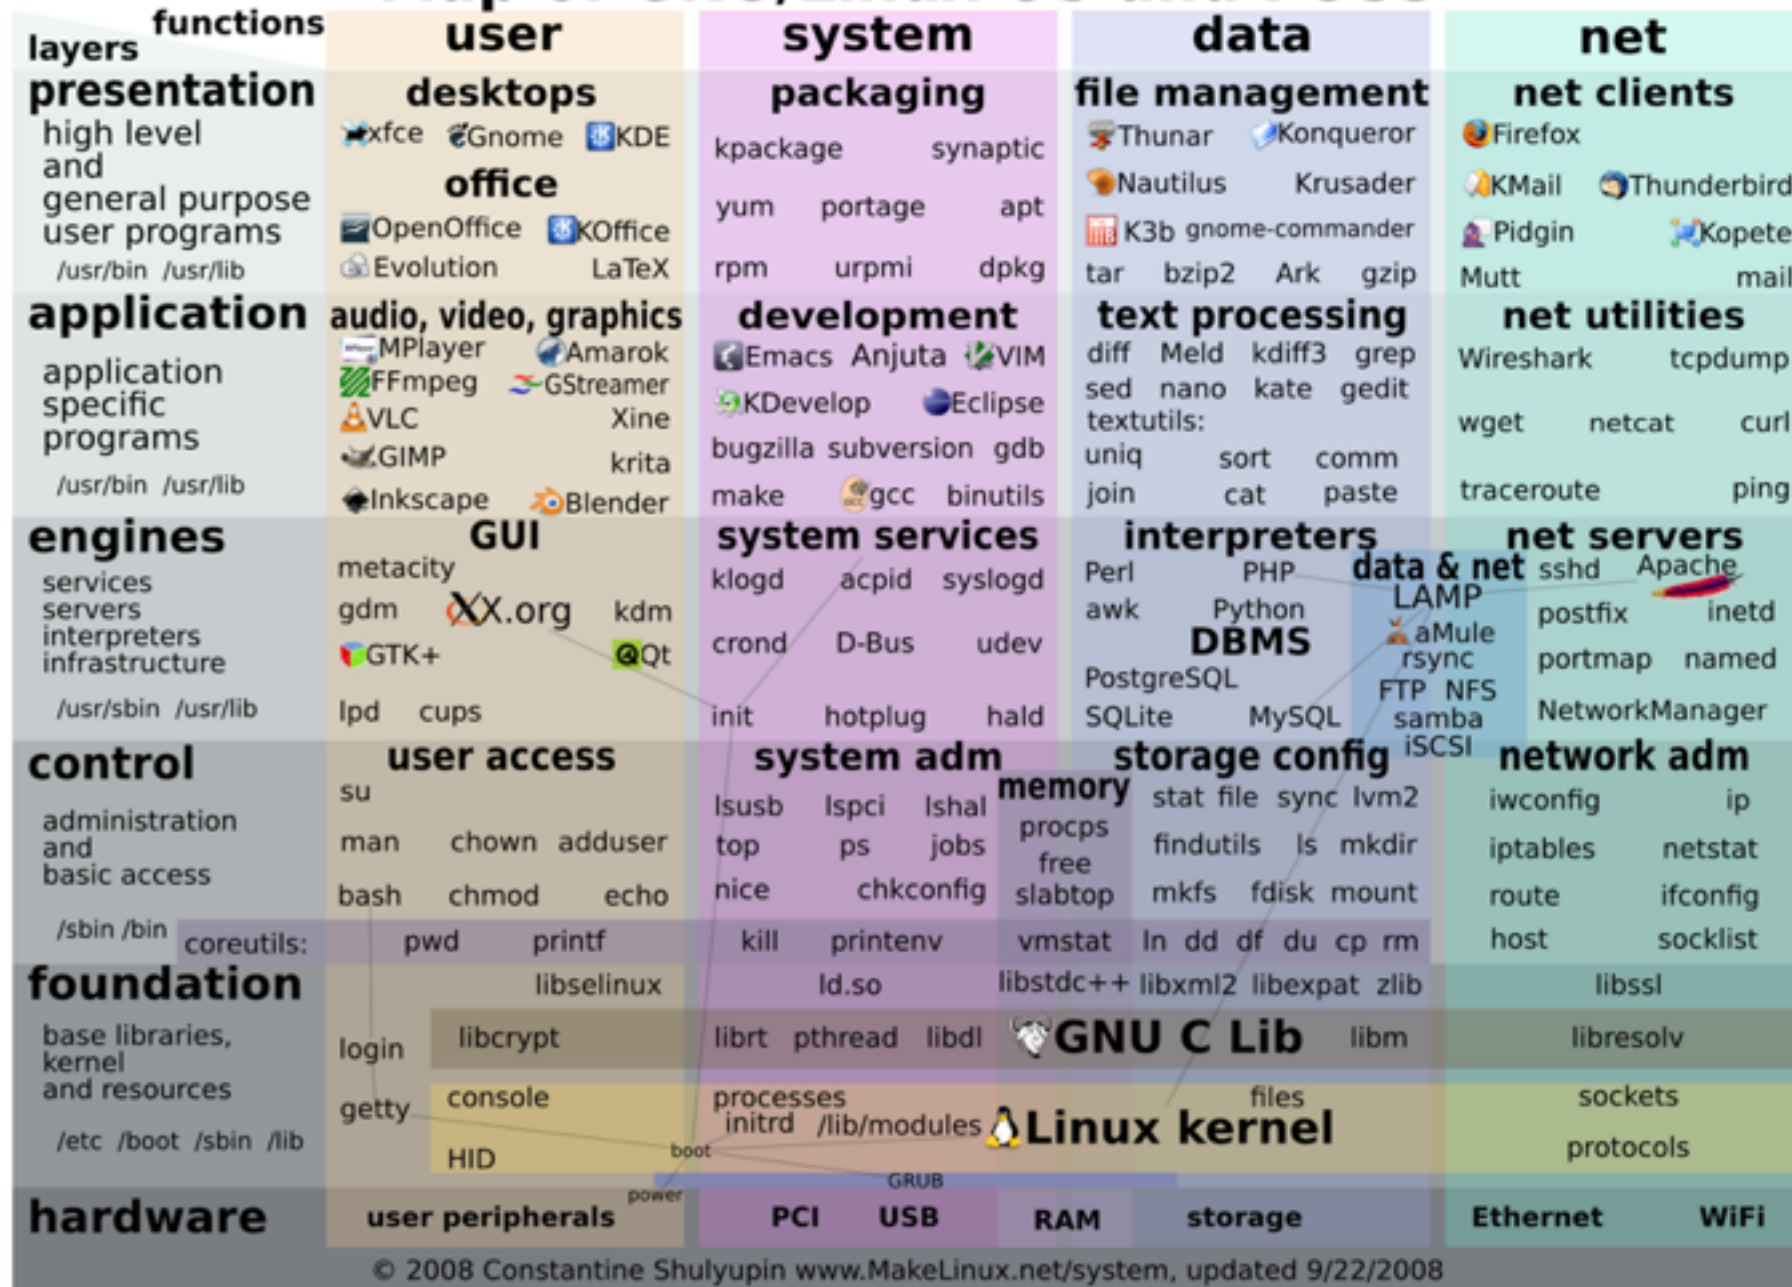 functions
layers
user
system
data
net
presentation
high level
and
general purpose
user programs
/usr/bin /usr/lib
desktops
xfce Gnome KDE
office
OpenOffice KOffice
Evolution LaTeX
packaging
kpackage synaptic
yum portage apt
rpm urpmi dpkg
file management
Thunar Konqueror
Nautilus Krusader
K3b gnome-commander
tar bzip2 Ark gzip
net clients
Firefox
KMail Thunderbird
Pidgin Kopete
Mutt mail
application
application
specific
programs
/usr/bin /usr/lib
audio, video, graphics
MPlayer Amarok
FFmpeg GStreamer
VLC Xine
GIMP krita
Inkscape Blender
development
Emacs Anjuta VIM
KDevelop Eclipse
bugzilla subversion gdb
make gcc binutils
text processing
diff Meld kdiff3 grep
sed nano kate gedit
textutils:
uniq sort comm
join cat paste
net utilities
Wireshark tcpdump
wget netcat curl
traceroute ping
engines
services
servers
interpreters
infrastructure
/usr/sbin /usr/lib
GUI
metacity
gdm X.org kdm
GTK+ Qt
lpd cups
system services
klogd acpid syslogd
crond D-Bus udev
init hotplug hald
interpreters
Perl PHP
awk Python
DBMS
PostgreSQL
SQLite MySQL
data & net
LAMP
aMule
rsync
FTP NFS
samba
iSCSI
net servers
sshd Apache
postfix inetd
portmap named
NetworkManager
control
administration
and
basic access
/sbin /bin
user access
su
man chown adduser
bash chmod echo
system adm
lsusb lspci lshal
top ps jobs
nice chkconfig
memory
procps
free
slabtop
storage config
stat file sync lvm2
findutils ls mkdir
mkfs fdisk mount
network adm
iwconfig ip
iptables netstat
route ifconfig
host socklist
coreutils: pwd printf kill printenv vmstat ln dd df du cp rm
foundation
base libraries,
kernel
and resources
/etc /boot /sbin /lib
libselinux ld.so libstdc++ libxml2 libexpat zlib libssl
login libcrypt librt pthread libdl GNU C Lib libm libresolv
getty console processes files sockets
initrd /lib/modules Linux kernel
HID boot protocols
GRUB
power
hardware
user peripherals PCI USB RAM storage Ethernet WiFi
© 2008 Constantine Shulyupin www.MakeLinux.net/system, updated 9/22/2008